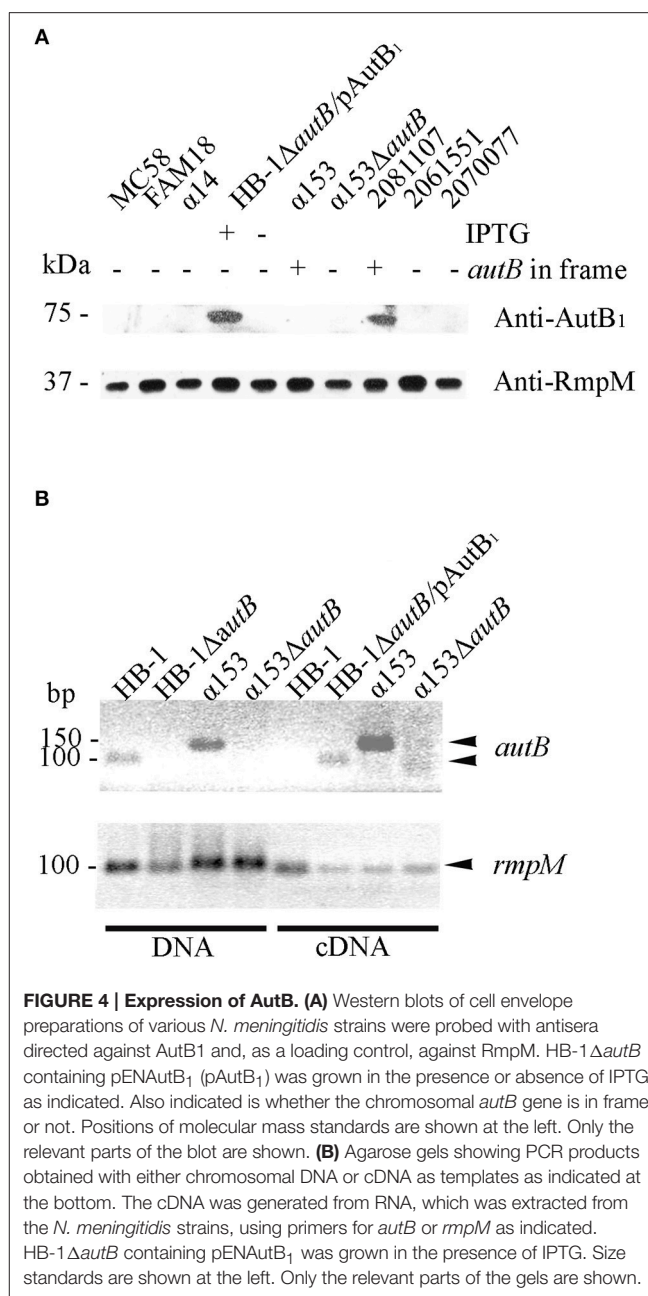 A
MC58 FAM18 α14 HB-1ΔautB/pAutB₁ α153 α153ΔautB 2081107 2061551 2070077
+ - IPTG
kDa - - - - - + - + - - autB in frame
75 - Anti-AutB1
37 - Anti-RmpM
B
HB-1 HB-1ΔautB α153 α153ΔautB HB-1 HB-1ΔautB/pAutB₁ α153 α153ΔautB
bp
150 -
100 - autB
100 - rmpM
DNA cDNA
FIGURE 4 | Expression of AutB. (A) Western blots of cell envelope
preparations of various N. meningitidis strains were probed with antisera
directed against AutB1 and, as a loading control, against RmpM. HB-1ΔautB
containing pENAutB₁ (pAutB₁) was grown in the presence or absence of IPTG
as indicated. Also indicated is whether the chromosomal autB gene is in frame
or not. Positions of molecular mass standards are shown at the left. Only the
relevant parts of the blot are shown. (B) Agarose gels showing PCR products
obtained with either chromosomal DNA or cDNA as templates as indicated at
the bottom. The cDNA was generated from RNA, which was extracted from
the N. meningitidis strains, using primers for autB or rmpM as indicated.
HB-1ΔautB containing pENAutB₁ was grown in the presence of IPTG. Size
standards are shown at the left. Only the relevant parts of the gels are shown.